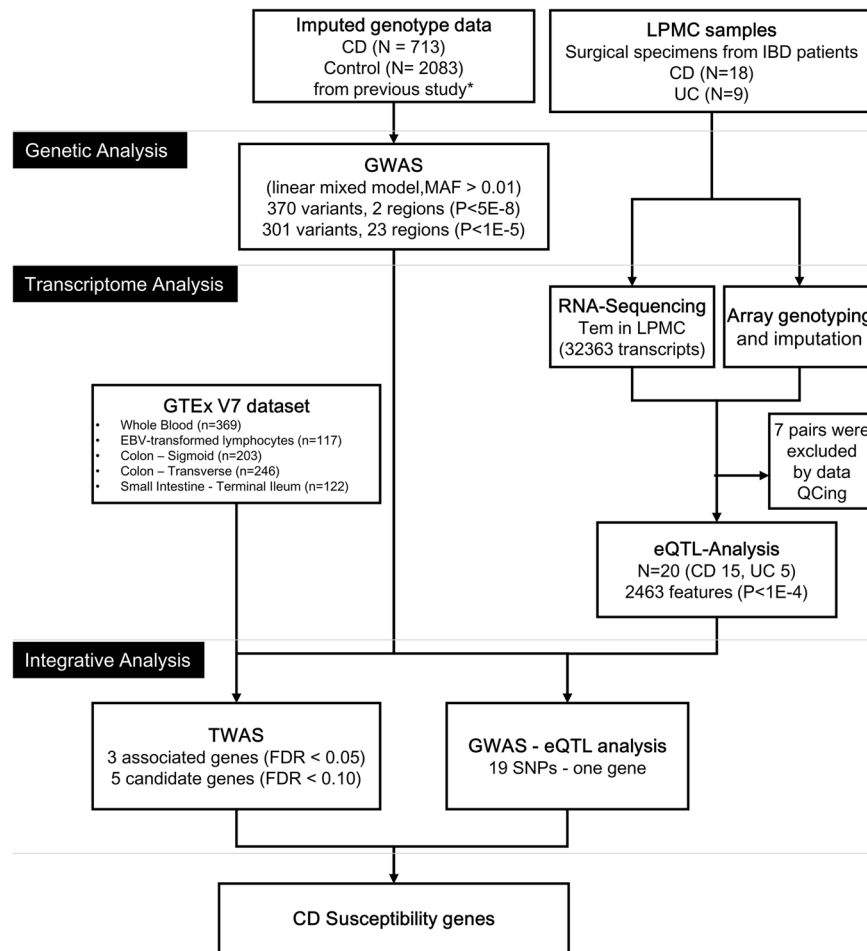 Imputed genotype data
CD (N = 713)
Control (N= 2083)
from previous study*
LPMC samples
Surgical specimens from IBD patients
CD (N=18)
UC (N=9)
Genetic Analysis
GWAS
(linear mixed model,MAF > 0.01)
370 variants, 2 regions (P<5E-8)
301 variants, 23 regions (P<1E-5)
Transcriptome Analysis
RNA-Sequencing
Tem in LPMC
(32363 transcripts)
Array genotyping
and imputation
GTEx V7 dataset
• Whole Blood (n=369)
• EBV-transformed lymphocytes (n=117)
• Colon – Sigmoid (n=203)
• Colon – Transverse (n=246)
• Small Intestine - Terminal Ileum (n=122)
7 pairs were
excluded
by data
QCing
eQTL-Analysis
N=20 (CD 15, UC 5)
2463 features (P<1E-4)
Integrative Analysis
TWAS
3 associated genes (FDR < 0.05)
5 candidate genes (FDR < 0.10)
GWAS - eQTL analysis
19 SNPs - one gene
CD Susceptibility genes